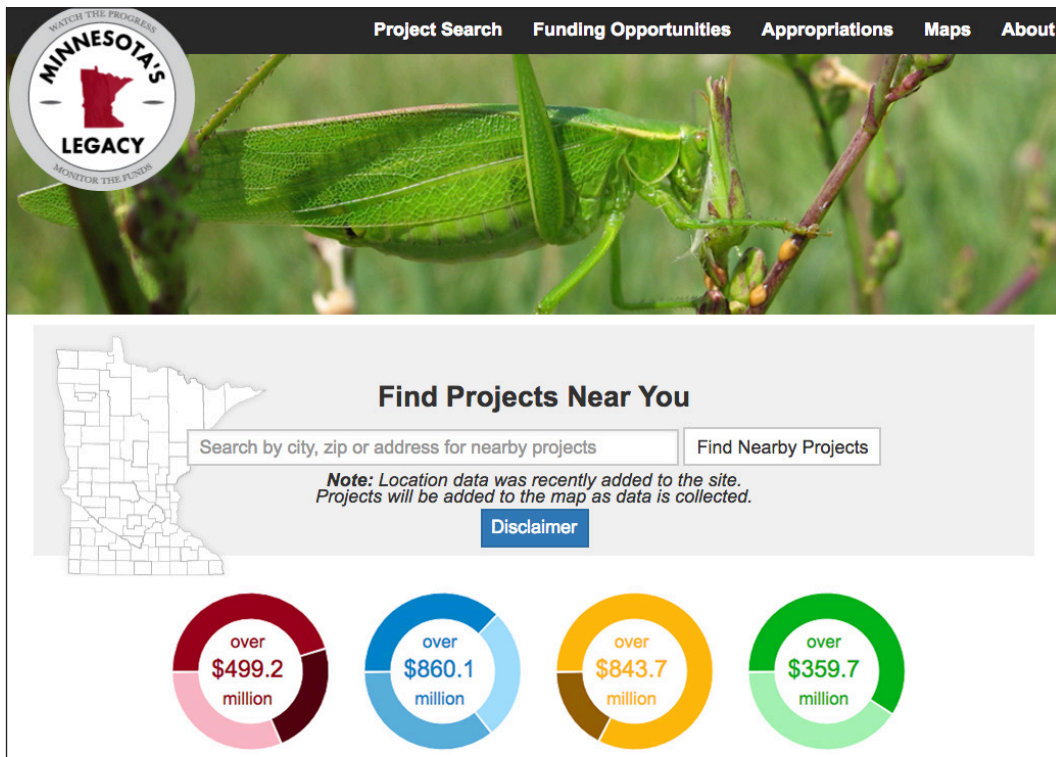 WATCH THE PROGRESS
MINNESOTA'S
LEGACY
MONITOR THE FUNDS
Project Search Funding Opportunities Appropriations Maps About
Find Projects Near You
Search by city, zip or address for nearby projects Find Nearby Projects
Note: Location data was recently added to the site.
Projects will be added to the map as data is collected.
Disclaimer
over over over over
$499.2 $860.1 $843.7 $359.7
million million million million